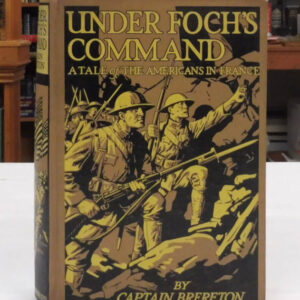 UNDER FOCH'S
COMMAND
A TALE of THE AMERICANS IN FRANCE
BY
CAPTAIN BRERETON